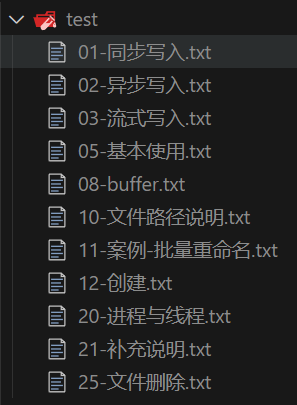 test
01-同步写入.txt
02-异步写入.txt
03-流式写入.txt
05-基本使用.txt
08-buffer.txt
10-文件路径说明.txt
11-案例-批量重命名.txt
12-创建.txt
20-进程与线程.txt
21-补充说明.txt
25-文件删除.txt